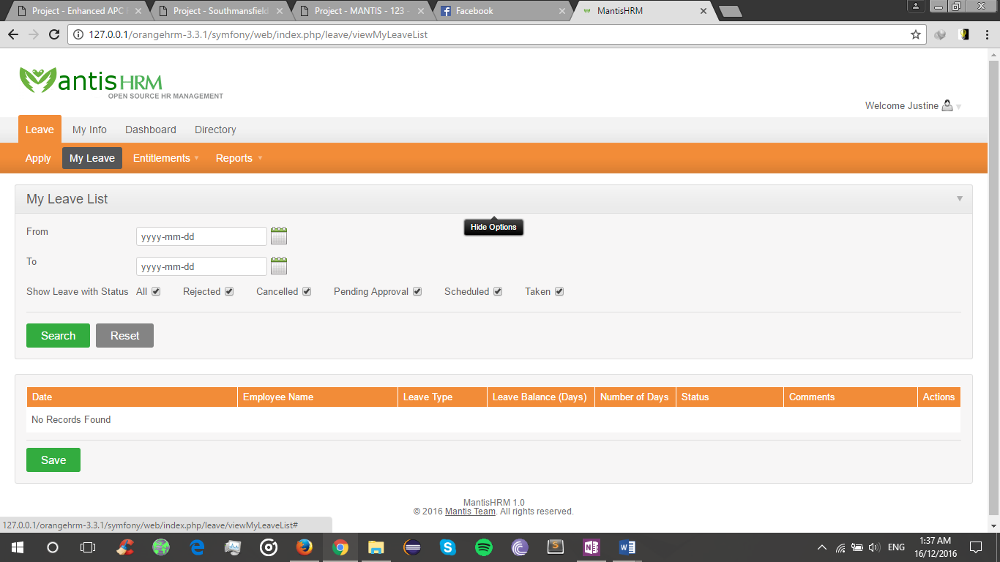 Project - Enhanced APC
Project - Southmansfield
Project - MANTIS - 123 -
Facebook
MantisHRM
127.0.0.1/orangehrm-3.3.1/symfony/web/index.php/leave/viewMyLeaveList
antis HRM
OPEN SOURCE HR MANAGEMENT
Welcome Justine
Leave My Info Dashboard Directory
Apply My Leave Entitlements Reports
My Leave List
Hide Options
From yyyy-mm-dd
To yyyy-mm-dd
Show Leave with Status All Rejected Cancelled Pending Approval Scheduled Taken
Search Reset
Date Employee Name Leave Type Leave Balance (Days) Number of Days Status Comments Actions
No Records Found
Save
MantisHRM 1.0
© 2016 Mantis Team. All rights reserved.
127.0.0.1/orangehrm-3.3.1/symfony/web/index.php/leave/viewMyLeaveList#
ENG
1:37 AM
16/12/2016